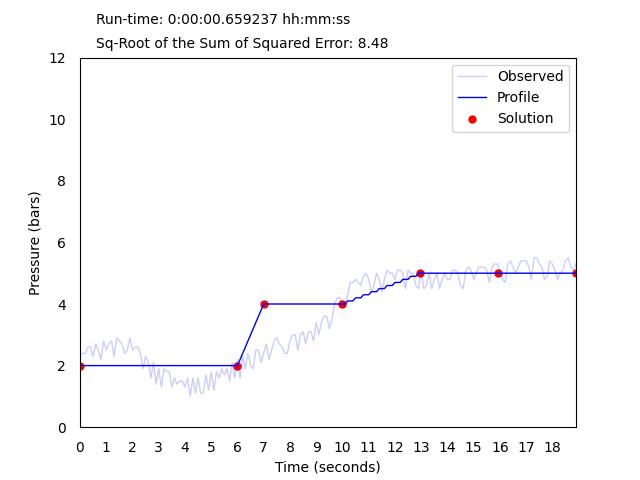 Run-time: 0:00:00.659237 hh:mm:ss
Sq-Root of the Sum of Squared Error: 8.48
12
10
8
6
4
2
0
Pressure (bars)
Observed
Profile
Solution
0 1 2 3 4 5 6 7 8 9 10 11 12 13 14 15 16 17 18
Time (seconds)